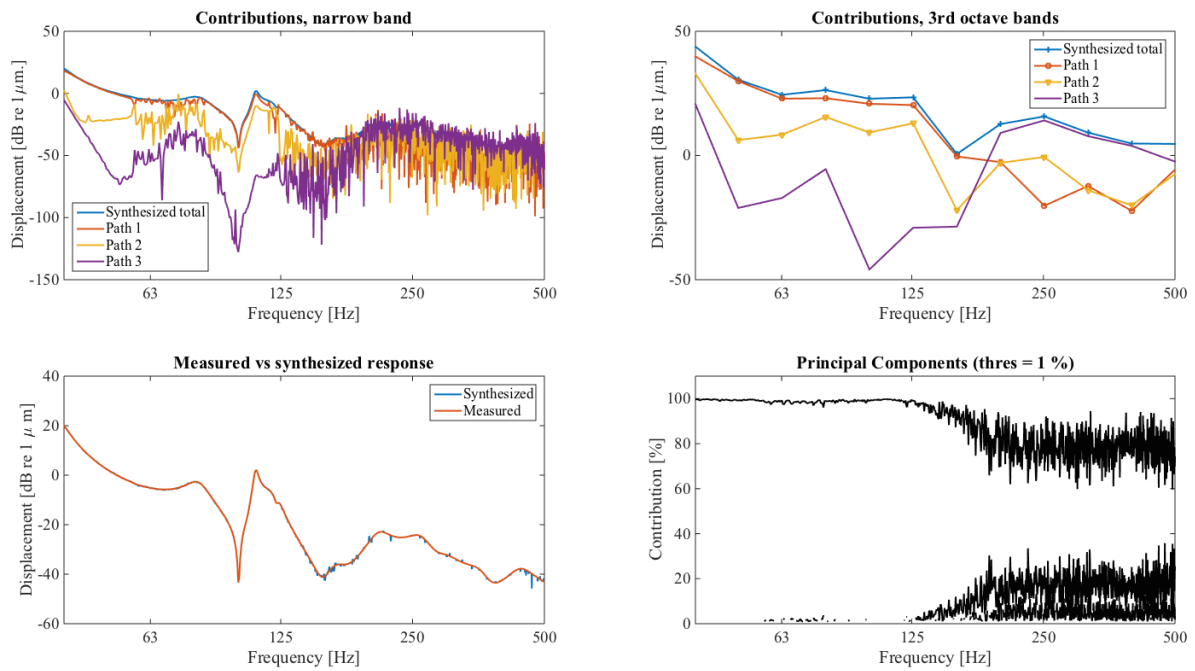 Contributions, narrow band
Displacement [dB re 1 μm.]
50
0
-50
-100
-150
Synthesized total
Path 1
Path 2
Path 3
63
125
250
500
Frequency [Hz]
Contributions, 3rd octave bands
Displacement [dB re 1 μm.]
50
0
-50
Synthesized total
Path 1
Path 2
Path 3
63
125
250
500
Frequency [Hz]
Measured vs synthesized response
Displacement [dB re 1 μ m]
40
20
0
-20
-40
-60
Synthesized
Measured
63
125
250
500
Frequency [Hz]
Principal Components (thres = 1 %)
Contribution [%]
100
80
60
40
20
0
63
125
250
500
Frequency [Hz]